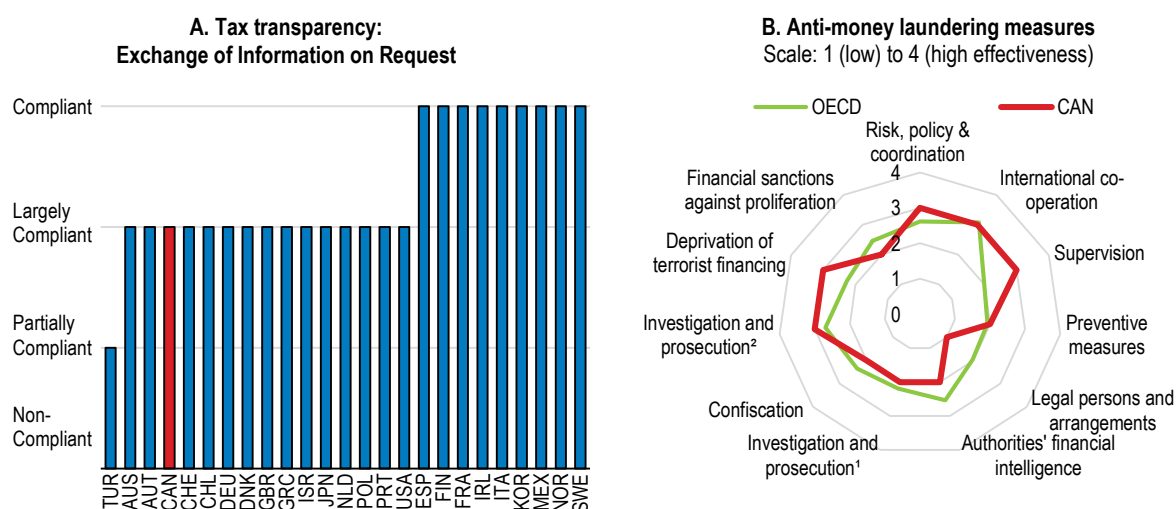 A. Tax transparency:
Exchange of Information on Request
Compliant
Largely
Compliant
Partially
Compliant
Non-
Compliant
TUR
AUS
AUT
CAN
CHE
CHL
DEU
DNK
GBR
GRC
ISR
JPN
NLD
POL
PRT
USA
ESP
FIN
FRA
IRL
ITA
KOR
MEX
NOR
SWE
B. Anti-money laundering measures
Scale: 1 (low) to 4 (high effectiveness)
OECD
CAN
Risk, policy &
coordination
International co-
operation
Supervision
Preventive
measures
Legal persons and
arrangements
Authorities' financial
intelligence
Investigation and
prosecution¹
Confiscation
Investigation and
prosecution²
Deprivation of
terrorist financing
Financial sanctions
against proliferation
4
3
2
1
0